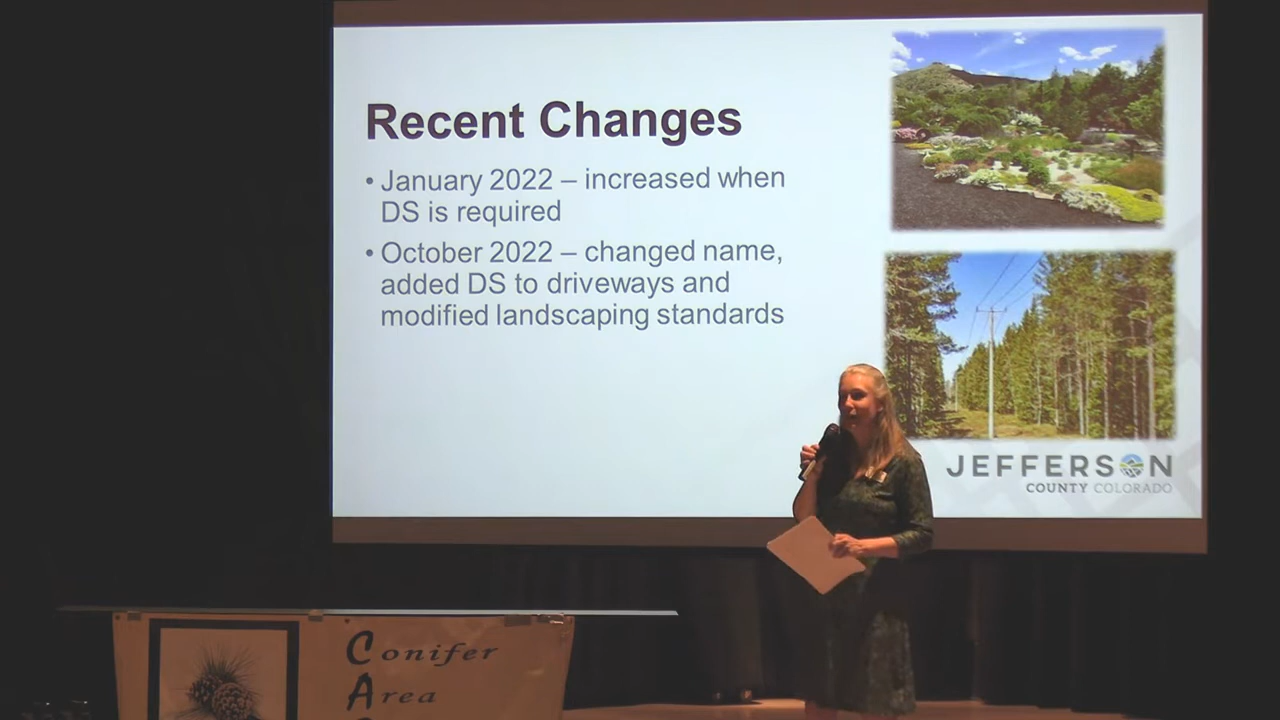 Recent Changes
• January 2022 – increased when
DS is required
• October 2022 – changed name,
added DS to driveways and
modified landscaping standards
JEFFERSON
COUNTY COLORADO
Conifer
Area